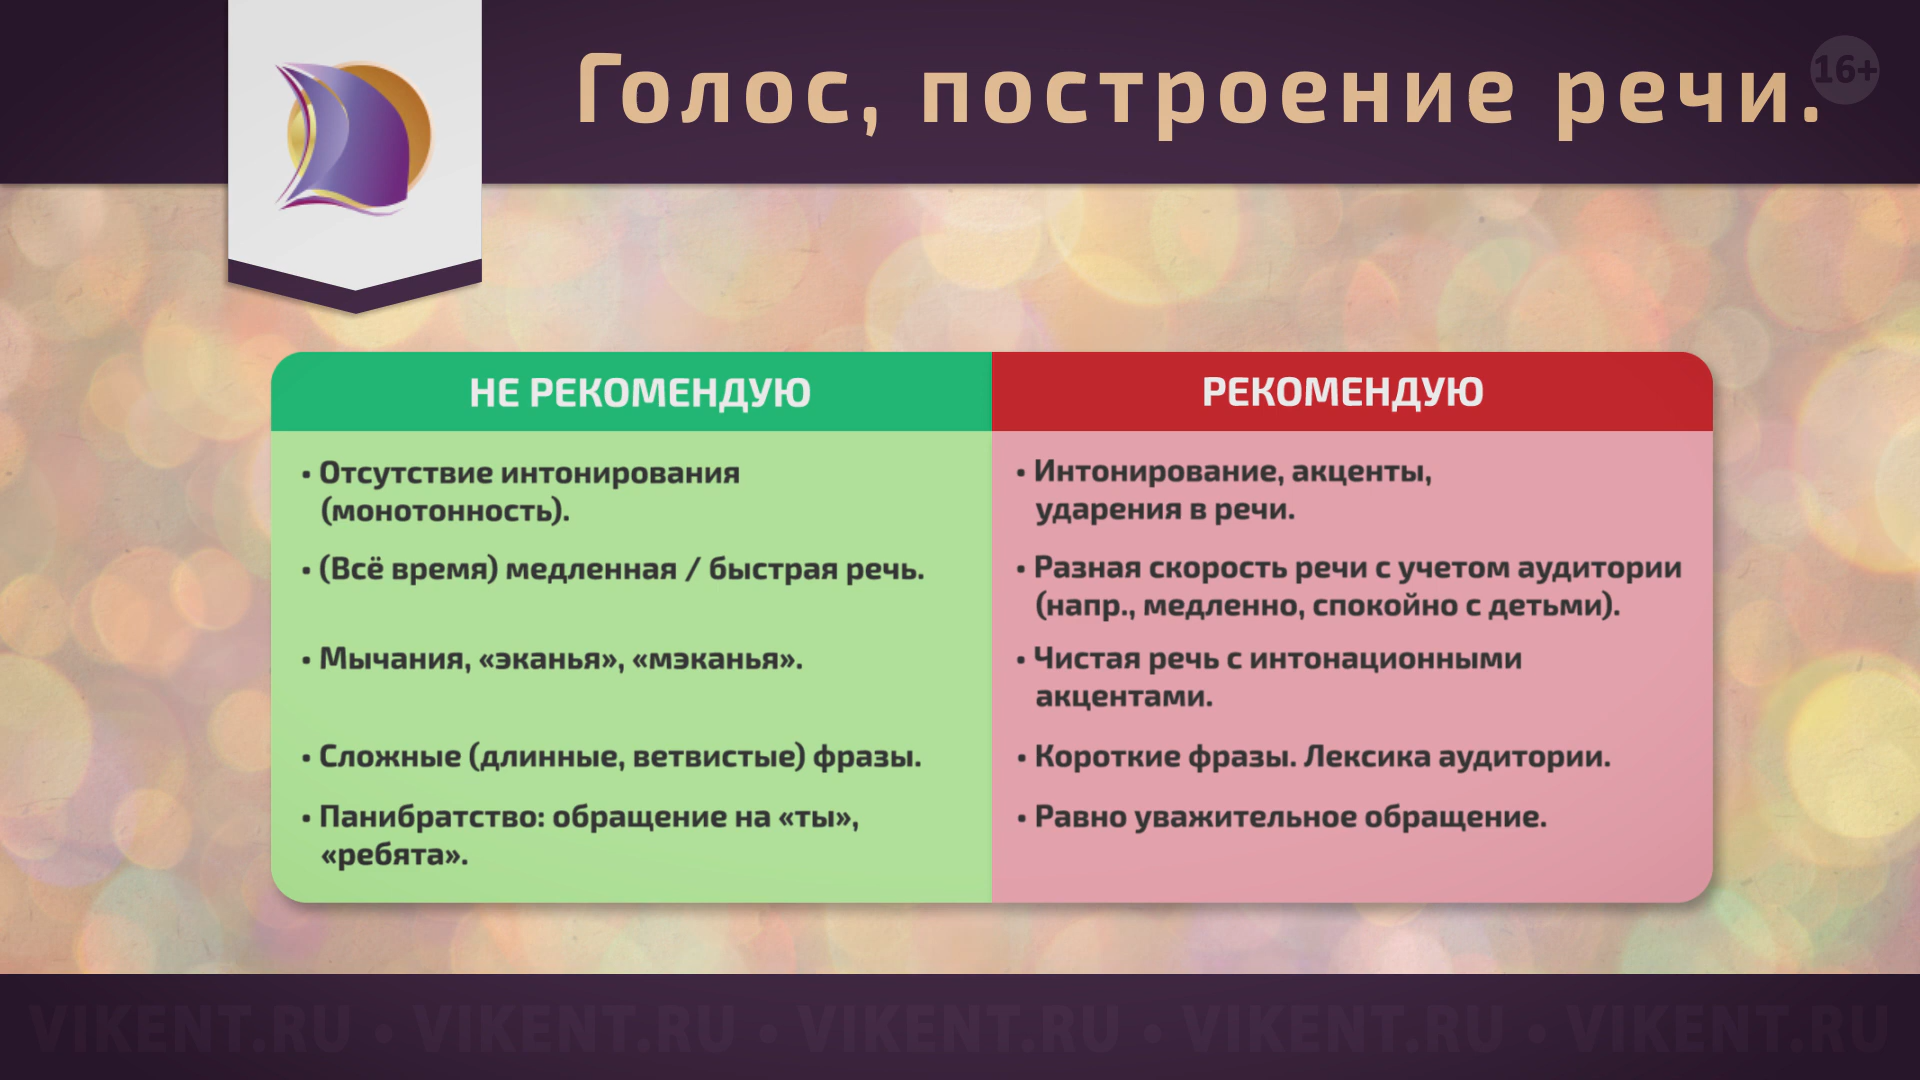 Голос, построение речи.
16+
НЕ РЕКОМЕНДУЮ
• Отсутствие интонирования
(монотонность).
• (Всё время) медленная / быстрая речь.
• Мычания, «эканья», «мэканья».
• Сложные (длинные, ветвистые) фразы.
• Панибратство: обращение на «ты»,
«ребята».
РЕКОМЕНДУЮ
• Интонирование, акценты,
ударения в речи.
• Разная скорость речи с учетом аудитории
(напр., медленно, спокойно с детьми).
• Чистая речь с интонационными
акцентами.
• Короткие фразы. Лексика аудитории.
• Равно уважительное обращение.
VIKENT.RU • VIKENT.RU • VIKENT.RU • VIKENT.RU • VIKENT.RU